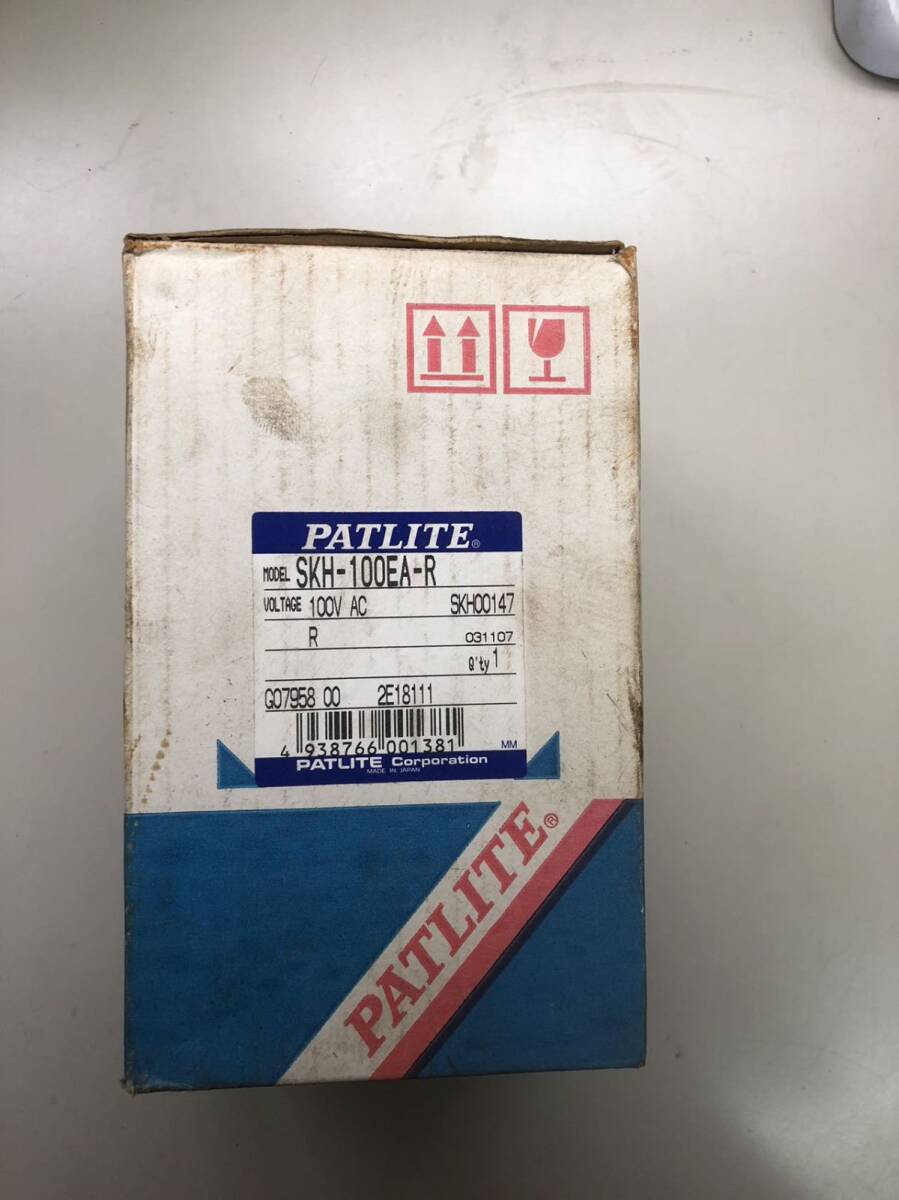 PATLITE®
MODEL SKH-100EA-R
VOLTAGE 100V AC SKH00147
R 031107
Q'ty 1
G07958 00 2E18111
4 938766 001381 MM
PATLITE Corporation
MADE IN JAPAN
PATLITE®